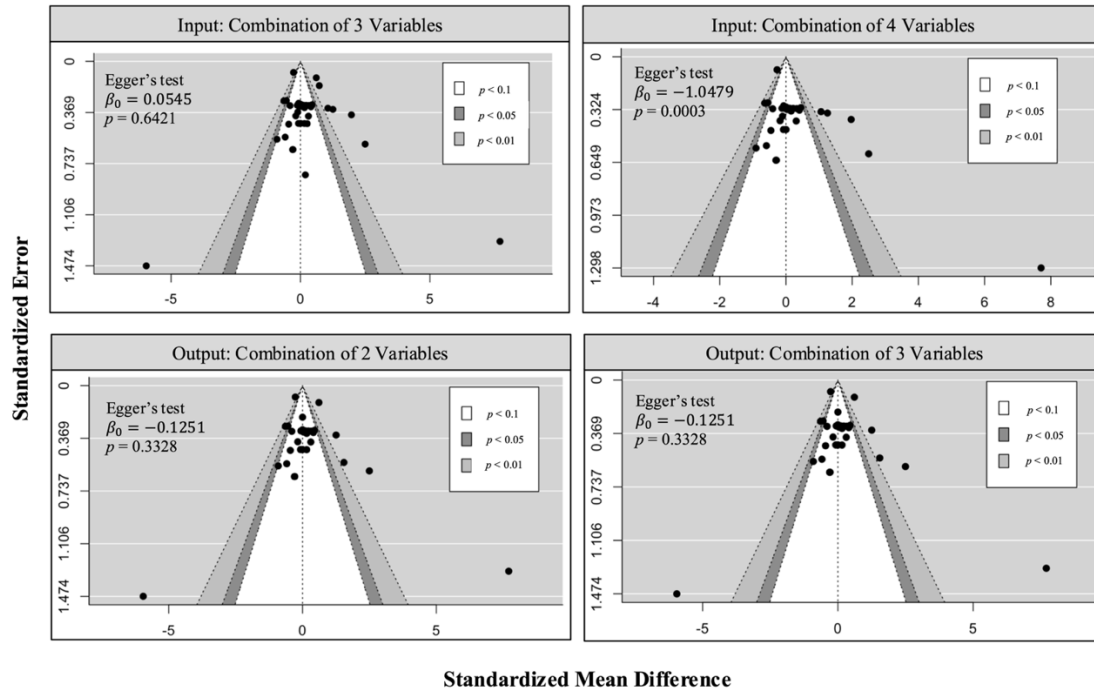 Input: Combination of 3 Variables
Egger's test
β₀ = 0.0545
p = 0.6421
p < 0.1
p < 0.05
p < 0.01
0
0.369
0.737
1.106
1.474
-5
0
5
Input: Combination of 4 Variables
Egger's test
β₀ = −1.0479
p = 0.0003
p < 0.1
p < 0.05
p < 0.01
0
0.324
0.649
0.973
1.298
-4
-2
0
2
4
6
8
Output: Combination of 2 Variables
Egger's test
β₀ = −0.1251
p = 0.3328
p < 0.1
p < 0.05
p < 0.01
0
0.369
0.737
1.106
1.474
-5
0
5
Output: Combination of 3 Variables
Egger's test
β₀ = −0.1251
p = 0.3328
p < 0.1
p < 0.05
p < 0.01
0
0.369
0.737
1.106
1.474
-5
0
5
Standardized Error
Standardized Mean Difference